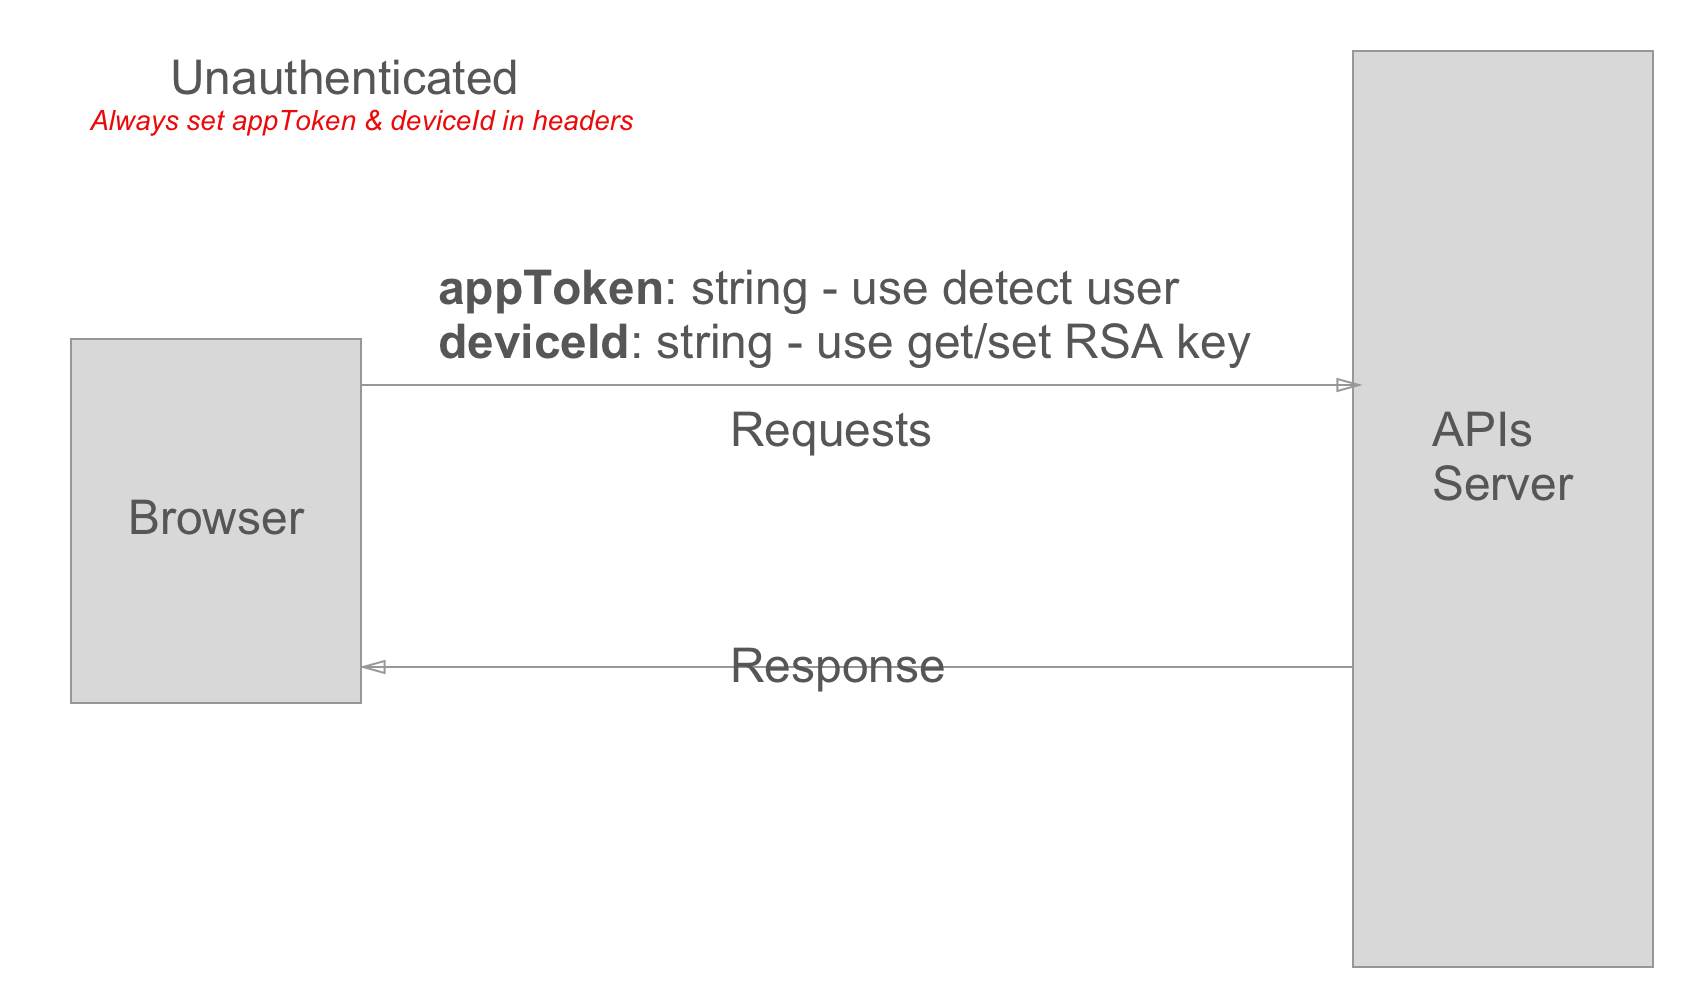 Unauthenticated
Always set appToken & deviceId in headers
appToken: string - use detect user
deviceId: string - use get/set RSA key
Requests
APIs
Server
Browser
Response